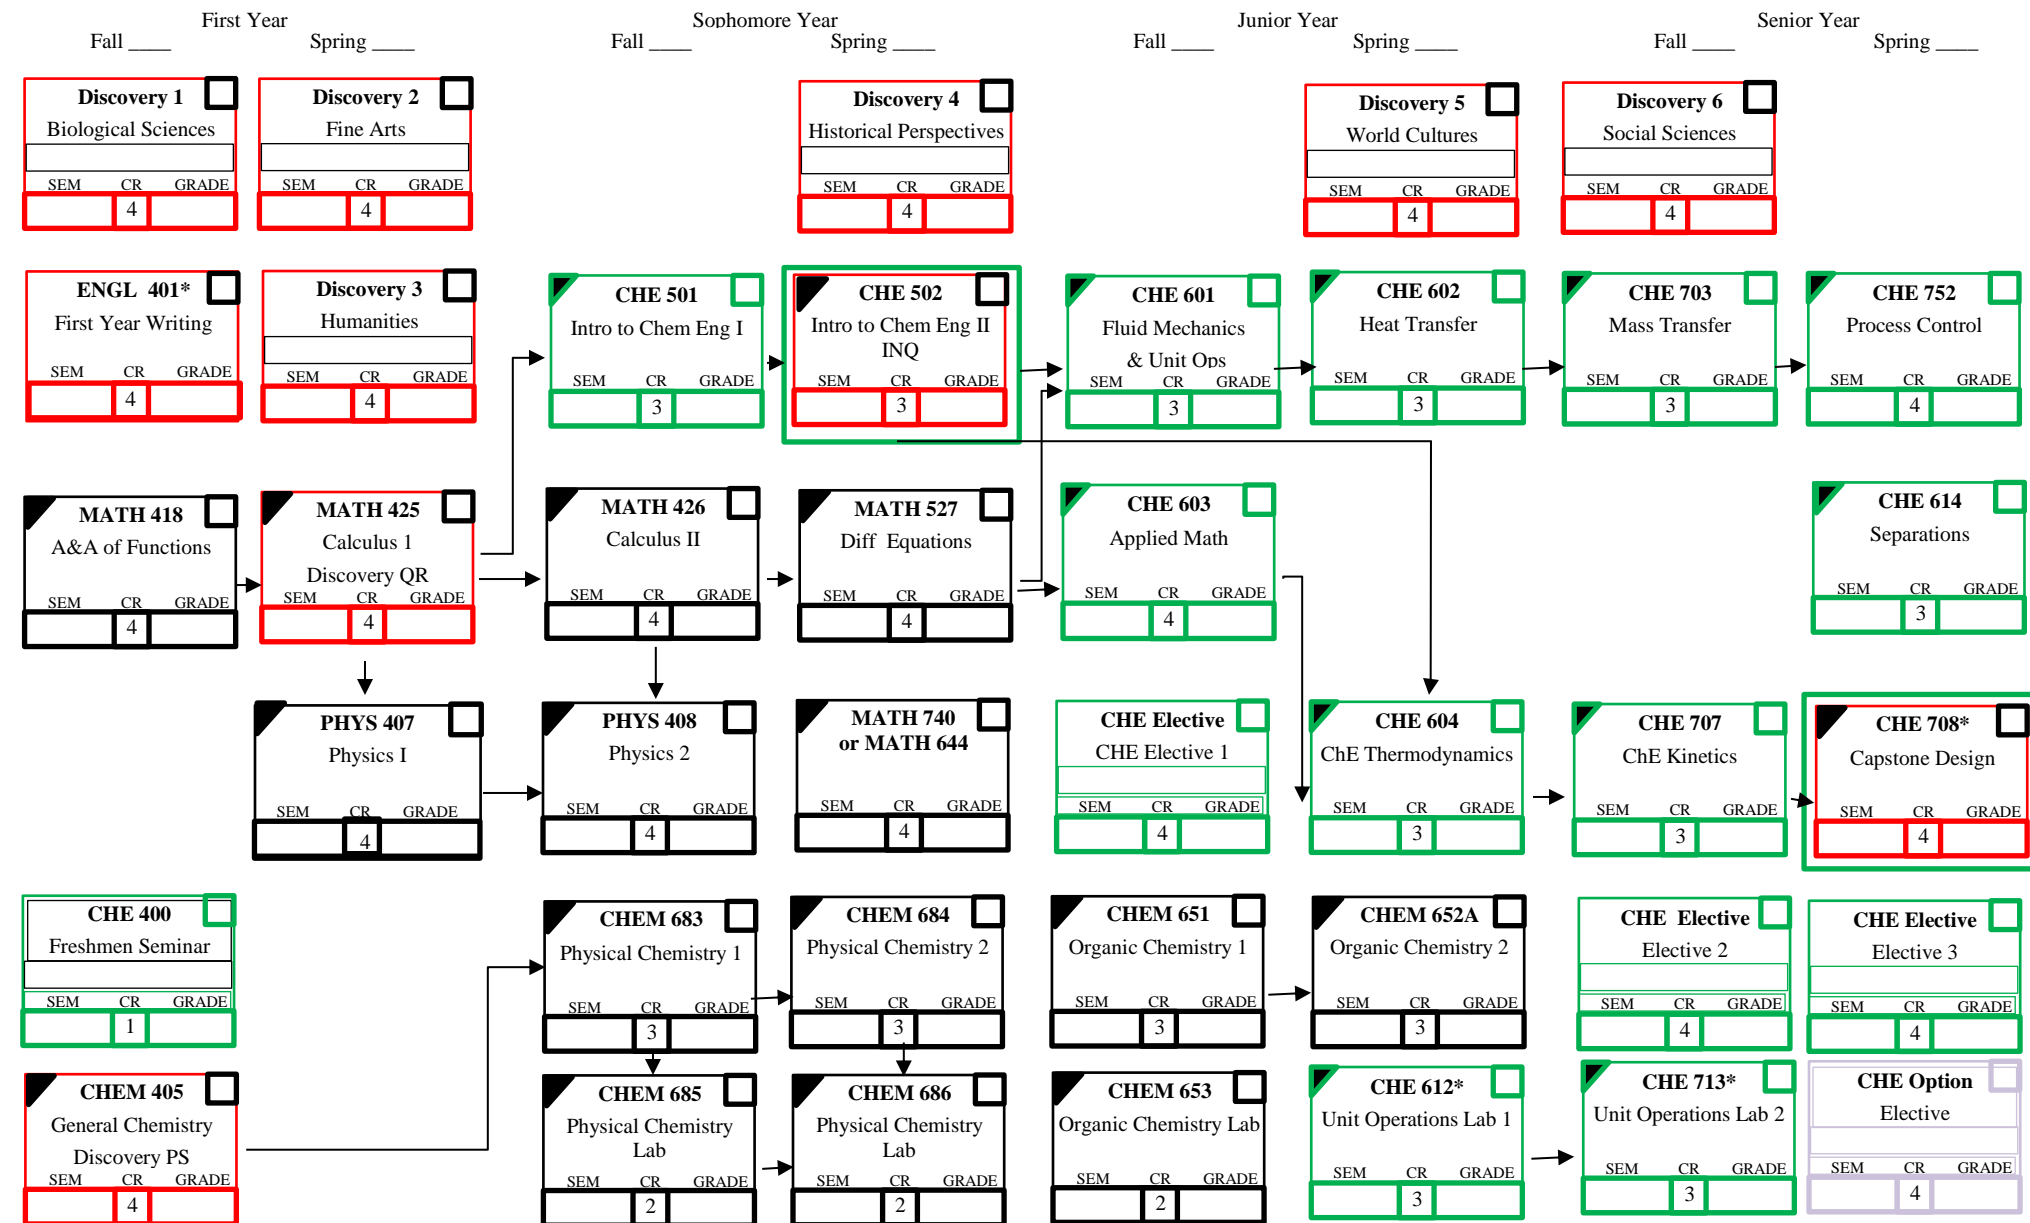 First Year
Sophomore Year
Junior Year
Senior Year
Fall ____
Spring ____
Fall ____
Spring ____
Fall ____
Spring ____
Fall ____
Spring ____
Discovery 1
Biological Sciences
SEM CR GRADE
4
Discovery 2
Fine Arts
SEM CR GRADE
4
Discovery 4
Historical Perspectives
SEM CR GRADE
4
Discovery 5
World Cultures
SEM CR GRADE
4
Discovery 6
Social Sciences
SEM CR GRADE
4
ENGL 401*
First Year Writing
SEM CR GRADE
4
Discovery 3
Humanities
SEM CR GRADE
4
CHE 501
Intro to Chem Eng I
SEM CR GRADE
3
CHE 502
Intro to Chem Eng II
INQ
SEM CR GRADE
3
CHE 601
Fluid Mechanics
& Unit Ops
SEM CR GRADE
3
CHE 602
Heat Transfer
SEM CR GRADE
3
CHE 703
Mass Transfer
SEM CR GRADE
3
CHE 752
Process Control
SEM CR GRADE
4
MATH 418
A&A of Functions
SEM CR GRADE
4
MATH 425
Calculus 1
Discovery QR
SEM CR GRADE
4
MATH 426
Calculus II
SEM CR GRADE
4
MATH 527
Diff Equations
SEM CR GRADE
4
CHE 603
Applied Math
SEM CR GRADE
4
CHE 614
Separations
SEM CR GRADE
3
PHYS 407
Physics I
SEM CR GRADE
4
PHYS 408
Physics 2
SEM CR GRADE
4
MATH 740
or MATH 644
SEM CR GRADE
4
CHE Elective
CHE Elective 1
SEM CR GRADE
4
CHE 604
ChE Thermodynamics
SEM CR GRADE
3
CHE 707
ChE Kinetics
SEM CR GRADE
3
CHE 708*
Capstone Design
SEM CR GRADE
4
CHE 400
Freshmen Seminar
SEM CR GRADE
1
CHEM 683
Physical Chemistry 1
SEM CR GRADE
3
CHEM 684
Physical Chemistry 2
SEM CR GRADE
3
CHEM 651
Organic Chemistry 1
SEM CR GRADE
3
CHEM 652A
Organic Chemistry 2
SEM CR GRADE
3
CHE Elective
Elective 2
SEM CR GRADE
4
CHE Elective
Elective 3
SEM CR GRADE
4
CHEM 405
General Chemistry
Discovery PS
SEM CR GRADE
4
CHEM 685
Physical Chemistry
Lab
SEM CR GRADE
2
CHEM 686
Physical Chemistry
Lab
SEM CR GRADE
2
CHEM 653
Organic Chemistry Lab
SEM CR GRADE
2
CHE 612*
Unit Operations Lab 1
SEM CR GRADE
3
CHE 713*
Unit Operations Lab 2
SEM CR GRADE
3
CHE Option
Elective
SEM CR GRADE
4